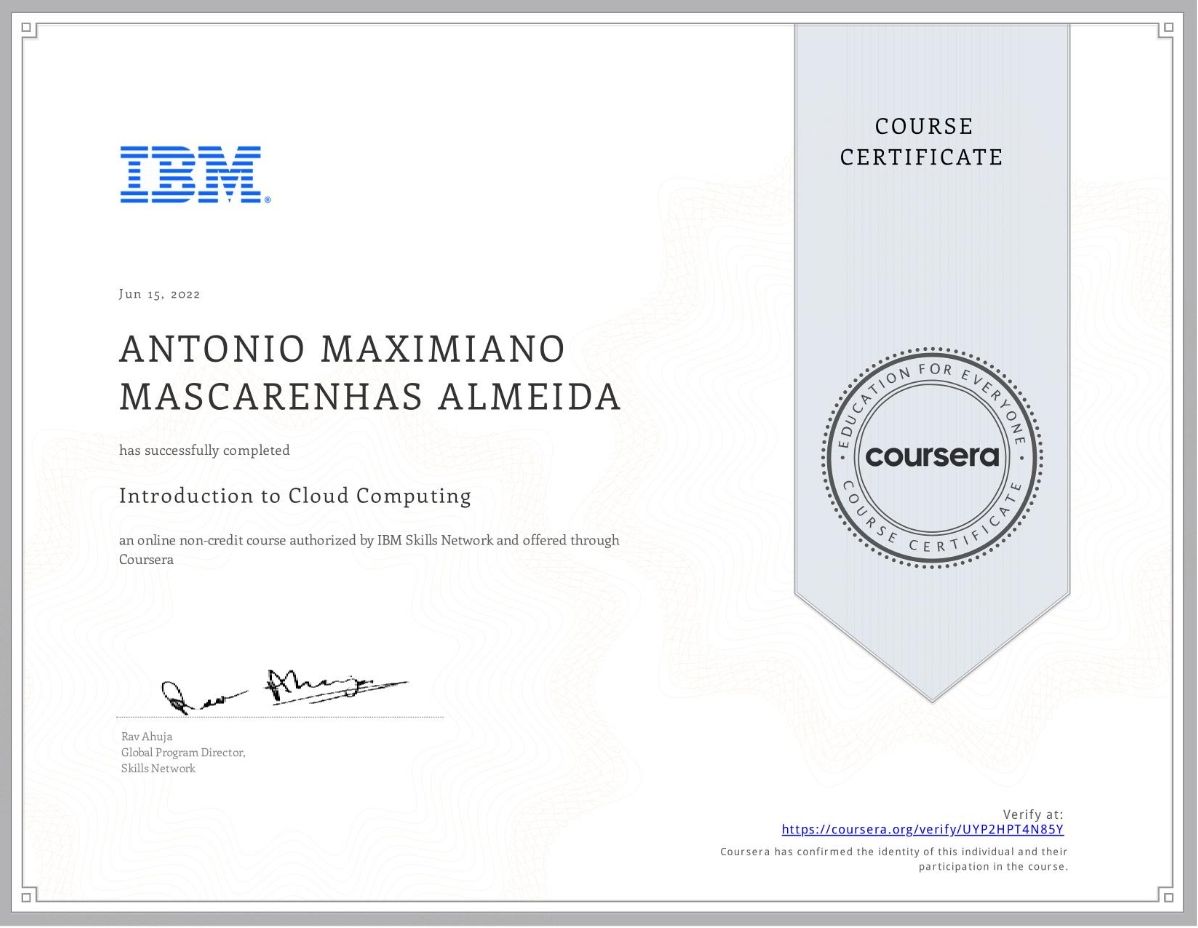 COURSE
CERTIFICATE
IBM®
Jun 15, 2022
ANTONIO MAXIMIANO
MASCARENHAS ALMEIDA
has successfully completed
Introduction to Cloud Computing
an online non-credit course authorized by IBM Skills Network and offered through
Coursera
EDUCATION FOR EVERYONE
coursera
COURSE CERTIFICATE
Rav Ahuja
Rav Ahuja
Global Program Director,
Skills Network
Verify at:
https://coursera.org/verify/UYP2HPT4N85Y
Coursera has confirmed the identity of this individual and their
participation in the course.